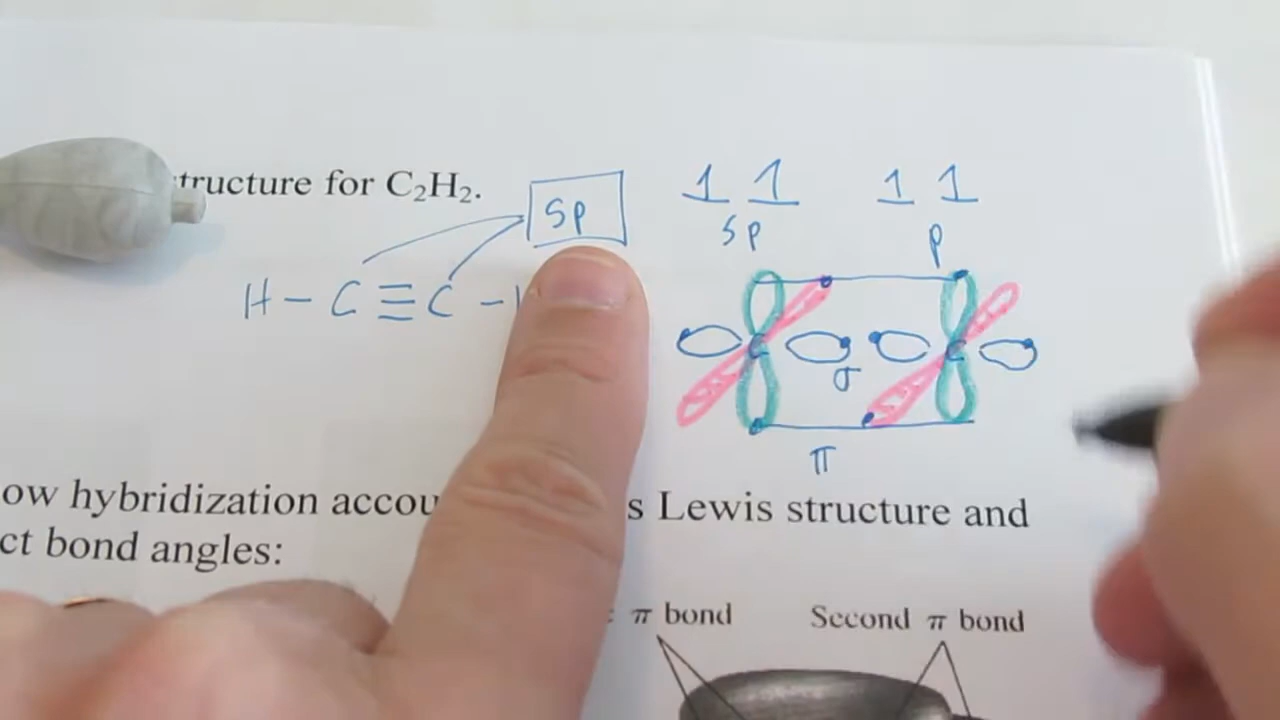 structure for C₂H₂.
sp
1 1 1 1
sp p
H - C ≡ C -
C C
σ
π
ow hybridization accou s Lewis structure and
ct bond angles:
π bond Second π bond